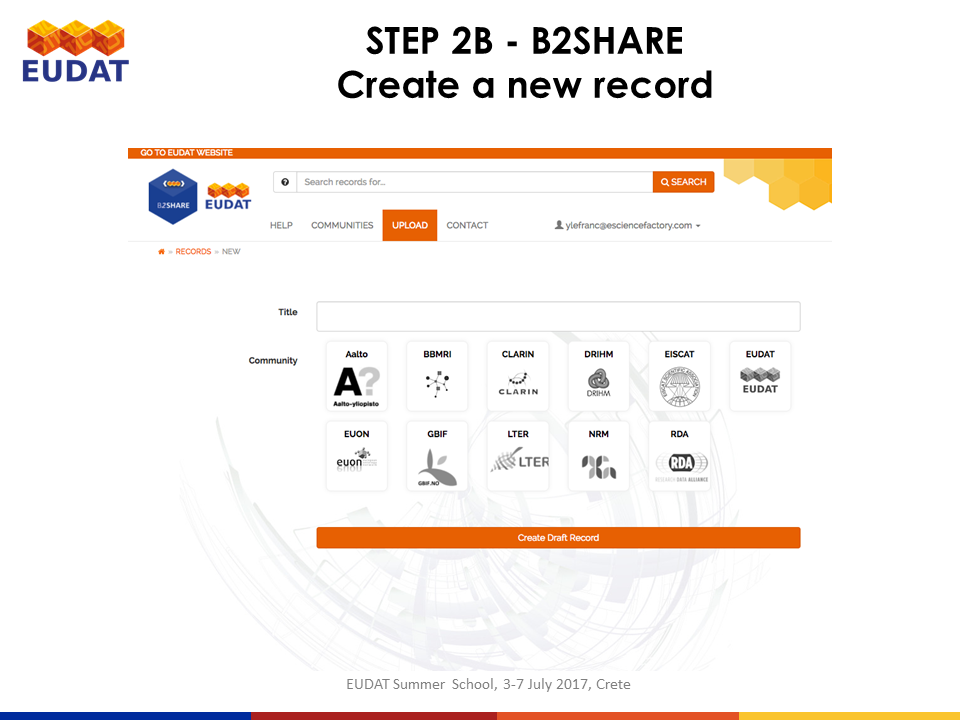 EUDAT
STEP 2B - B2SHARE
Create a new record
GO TO EUDAT WEBSITE
B2SHARE
EUDAT
Search records for...
SEARCH
HELP COMMUNITIES UPLOAD CONTACT
ylefranc@esciencefactory.com
» RECORDS » NEW
Title
Community
Aalto BBMRI CLARIN DRIHM EISCAT EUDAT
A?
Aalto-yliopisto
CLARIN
DRIHM
EISCAT SCIENTIFIC ASSOCIATION
EUDAT
EUON GBIF LTER NRM RDA
euon
GBIF.NO
LTER
RDA
RESEARCH DATA ALLIANCE
Create Draft Record
EUDAT Summer School, 3-7 July 2017, Crete